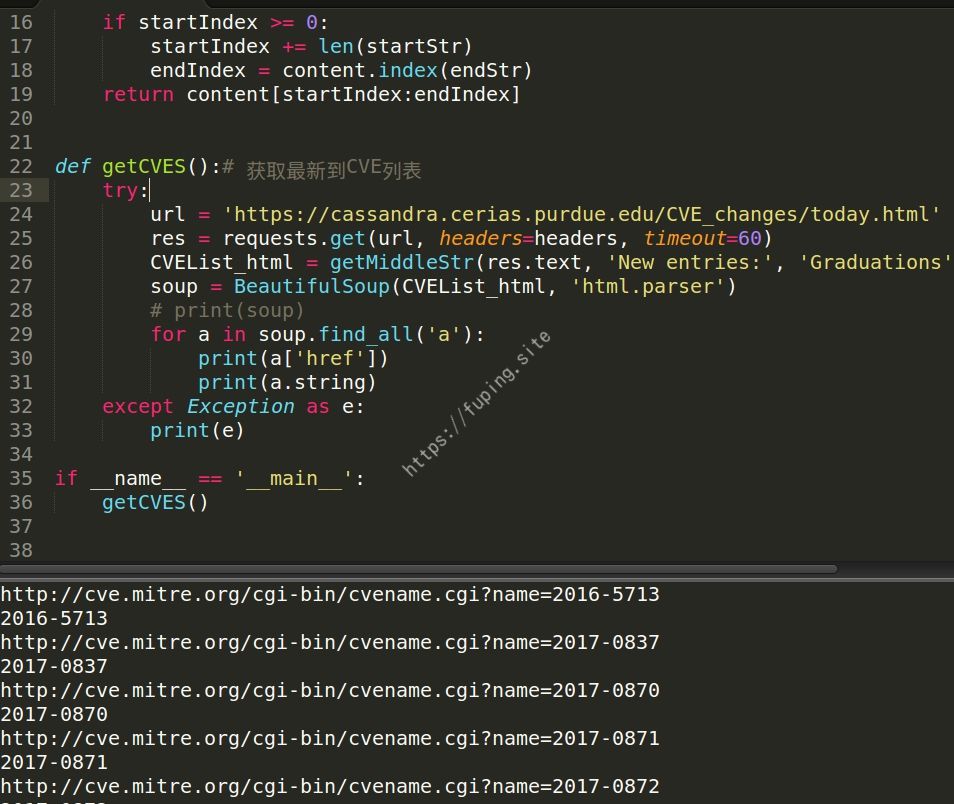 16 if startIndex >= 0:
17 startIndex += len(startStr)
18 endIndex = content.index(endStr)
19 return content[startIndex:endIndex]
20
21
22 def getCVES():# 获取最新到CVE列表
23 try:
24 url = 'https://cassandra.cerias.purdue.edu/CVE_changes/today.html'
25 res = requests.get(url, headers=headers, timeout=60)
26 CVEList_html = getMiddleStr(res.text, 'New entries:', 'Graduations'
27 soup = BeautifulSoup(CVEList_html, 'html.parser')
28 # print(soup)
29 for a in soup.find_all('a'):
30 print(a['href'])
31 print(a.string)
32 except Exception as e:
33 print(e)
34
35 if __name__ == '__main__':
36 getCVES()
37
38
https://fuping.site
http://cve.mitre.org/cgi-bin/cvename.cgi?name=2016-5713
2016-5713
http://cve.mitre.org/cgi-bin/cvename.cgi?name=2017-0837
2017-0837
http://cve.mitre.org/cgi-bin/cvename.cgi?name=2017-0870
2017-0870
http://cve.mitre.org/cgi-bin/cvename.cgi?name=2017-0871
2017-0871
http://cve.mitre.org/cgi-bin/cvename.cgi?name=2017-0872